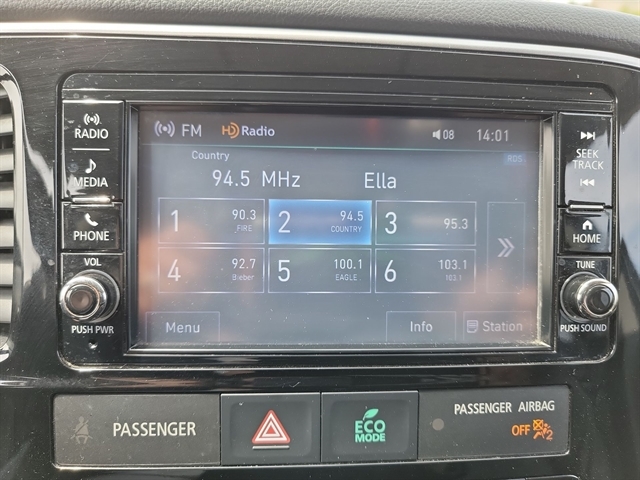 RADIO
MEDIA
PHONE
VOL
PUSH PWR
FM HD Radio 08 14:01
Country RDS
94.5 MHz Ella
1 90.3 _FIRE
2 94.5 COUNTRY
3 95.3
4 92.7 Bieber
5 100.1 EAGLE
6 103.1 103.1
Menu Info Station
SEEK
TRACK
HOME
TUNE
PUSH SOUND
PASSENGER
ECO
MODE
PASSENGER AIRBAG
OFF 2